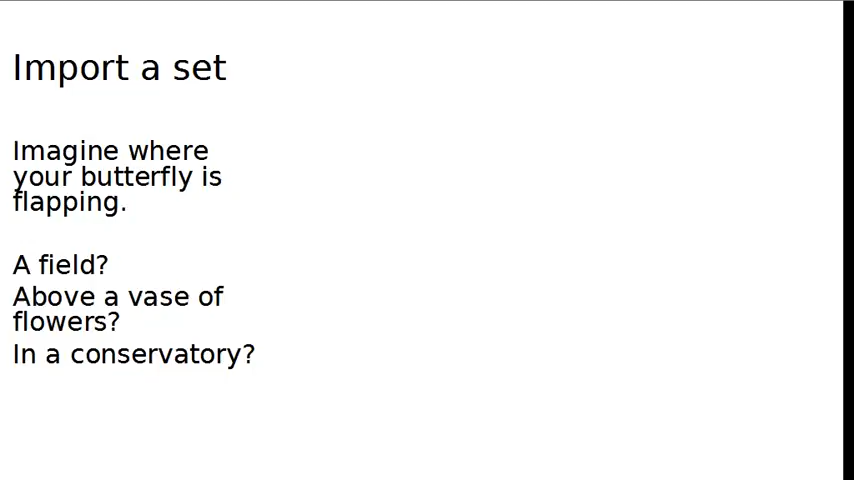 Import a set
Imagine where
your butterfly is
flapping.
A field?
Above a vase of
flowers?
In a conservatory?